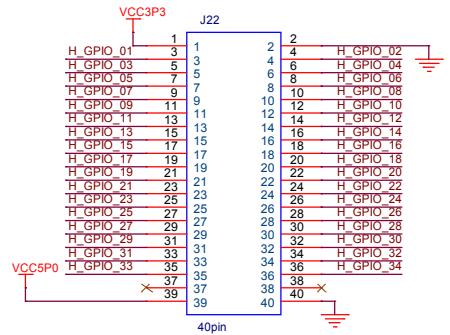 VCC3P3
J22
1 1 2 2
H_GPIO_01 3 3 4 4 H_GPIO_02
H_GPIO_03 5 5 6 6 H_GPIO_04
H_GPIO_05 7 7 8 8 H_GPIO_06
H_GPIO_07 9 9 10 10 H_GPIO_08
H_GPIO_09 11 11 12 12 H_GPIO_10
H_GPIO_11 13 13 14 14 H_GPIO_12
H_GPIO_13 15 15 16 16 H_GPIO_14
H_GPIO_15 17 17 18 18 H_GPIO_16
H_GPIO_17 19 19 20 20 H_GPIO_18
H_GPIO_19 21 21 22 22 H_GPIO_20
H_GPIO_21 23 23 24 24 H_GPIO_22
H_GPIO_23 25 25 26 26 H_GPIO_24
H_GPIO_25 27 27 28 28 H_GPIO_26
H_GPIO_27 29 29 30 30 H_GPIO_28
H_GPIO_29 31 31 32 32 H_GPIO_30
H_GPIO_31 33 33 34 34 H_GPIO_32
H_GPIO_33 35 35 36 36 H_GPIO_34
VCC5P0
37 37 38 38
39 39 40 40
40pin